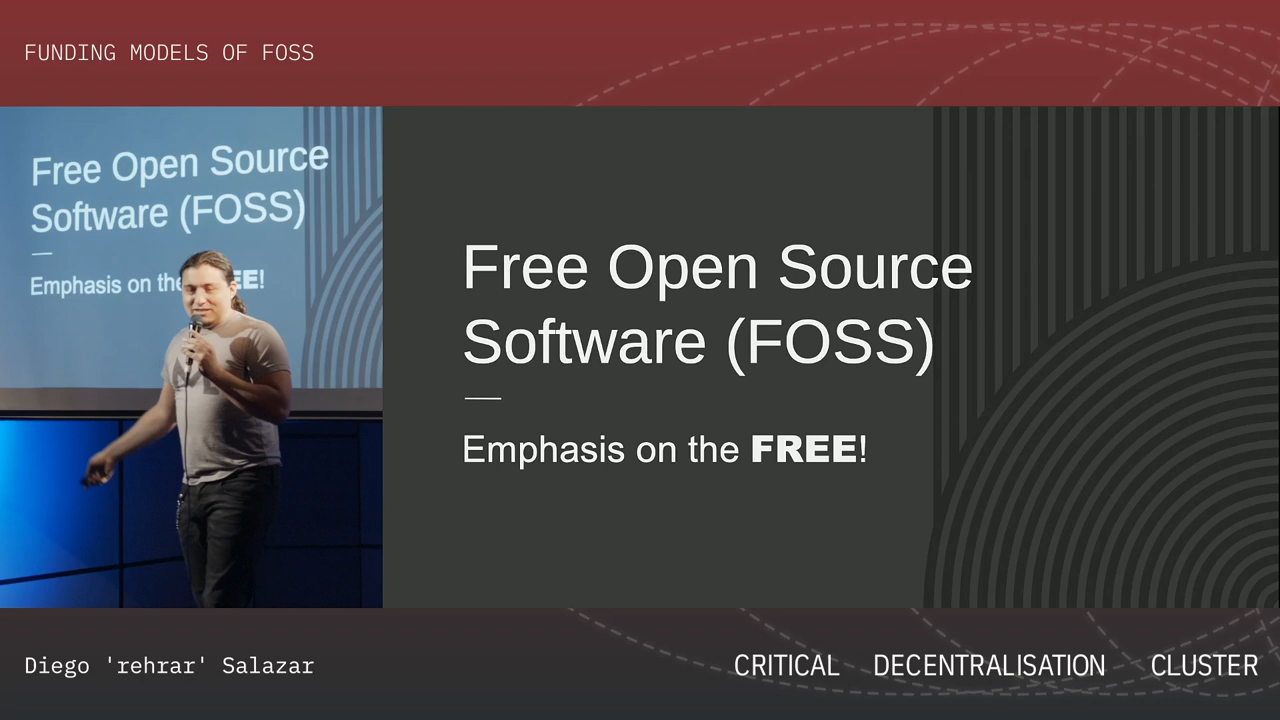 FUNDING MODELS OF FOSS
Free Open Source
Software (FOSS)
Emphasis on the EE!
Free Open Source
Software (FOSS)
Emphasis on the FREE!
Diego 'rehrar' Salazar
CRITICAL DECENTRALISATION CLUSTER